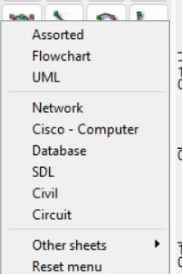 Assorted
Flowchart
UML
Network
Cisco - Computer
Database
SDL
Civil
Circuit
Other sheets
Reset menu